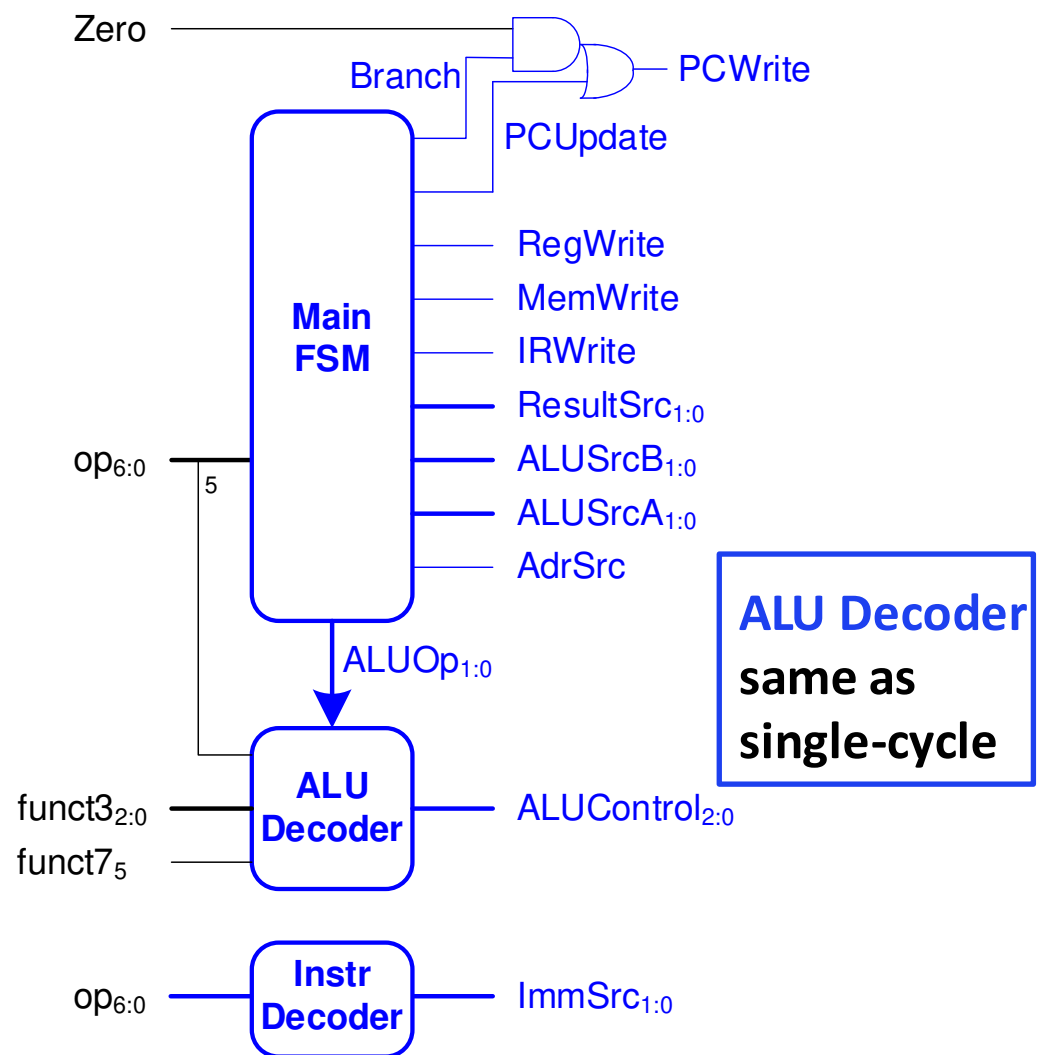 Zero
Branch
PCWrite
PCUpdate
RegWrite
MemWrite
Main
FSM
IRWrite
ResultSrc1:0
op6:0
5
ALUSrcB1:0
ALUSrcA1:0
AdrSrc
ALUOp1:0
ALU Decoder
same as
single-cycle
ALU
Decoder
funct32:0
funct75
ALUControl2:0
Instr
Decoder
op6:0
ImmSrc1:0